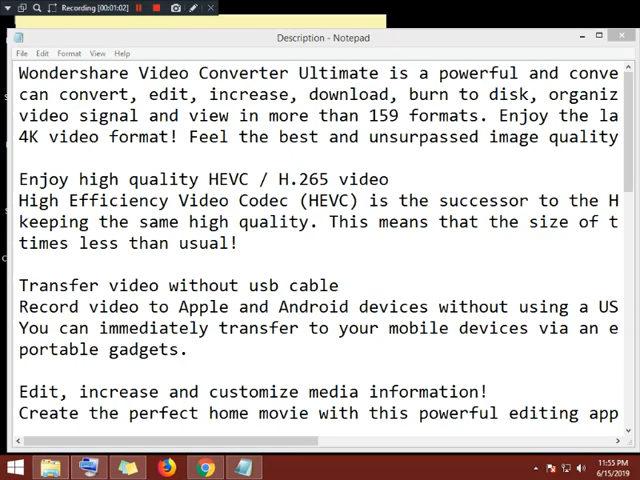 Recording [00:01:02]
Description - Notepad
File Edit Format View Help
Wondershare Video Converter Ultimate is a powerful and conve
can convert, edit, increase, download, burn to disk, organiz
video signal and view in more than 159 formats. Enjoy the la
4K video format! Feel the best and unsurpassed image quality
Enjoy high quality HEVC / H.265 video
High Efficiency Video Codec (HEVC) is the successor to the H
keeping the same high quality. This means that the size of t
times less than usual!
Transfer video without usb cable
Record video to Apple and Android devices without using a US
You can immediately transfer to your mobile devices via an e
portable gadgets.
Edit, increase and customize media information!
Create the perfect home movie with this powerful editing app
11:55 PM
6/15/2019